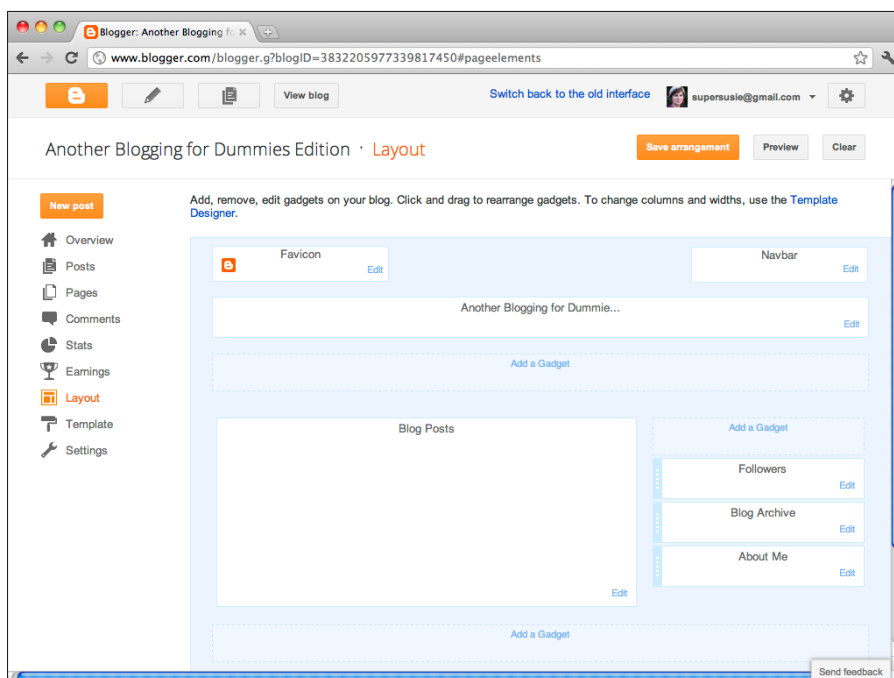 Blogger: Another Blogging fo
www.blogger.com/blogger.g?blogID=3832205977339817450#pageelements
View blog
Switch back to the old interface
supersusie@gmail.com
Another Blogging for Dummies Edition · Layout
Save arrangement
Preview
Clear
New post
Add, remove, edit gadgets on your blog. Click and drag to rearrange gadgets. To change columns and widths, use the Template
Designer.
Overview
Posts
Pages
Comments
Stats
Earnings
Layout
Template
Settings
Favicon
Edit
Navbar
Edit
Another Blogging for Dummie...
Edit
Add a Gadget
Blog Posts
Edit
Add a Gadget
Followers
Edit
Blog Archive
Edit
About Me
Edit
Add a Gadget
Send feedback